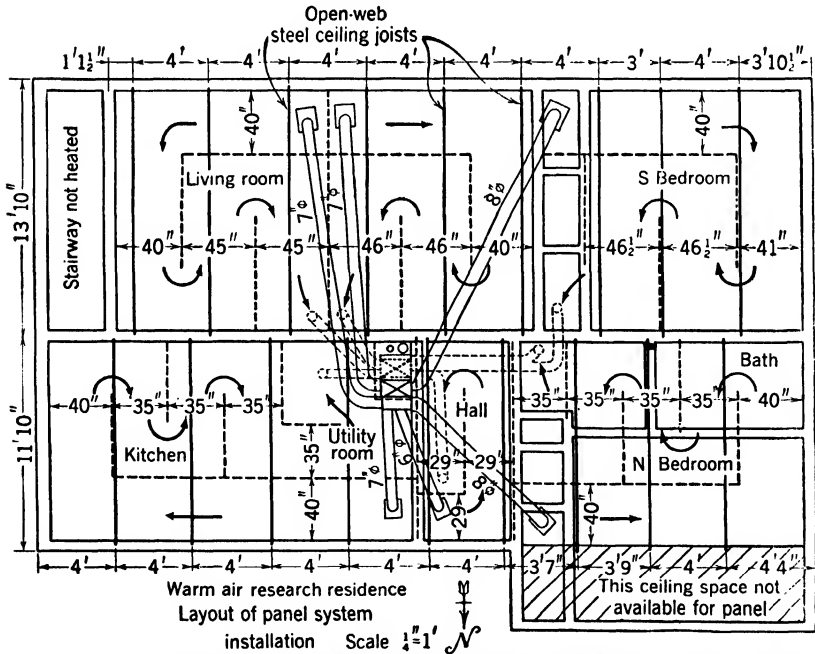 Open-web
steel ceiling joists
1'1½" 4' 4' 4' 4' 4' 4' 3' 4' 3'10½"
13'10"
Stairway not heated
40"
40"
Living room
S Bedroom
7"ø
7"ø
8"ø
40" 45" 45" 46" 46" 40" 46½" 46½" 41"
11'10"
Bath
40" 35" 35" 35" 35" 35" 35" 40"
Hall
Kitchen
35"
Utility
room
7"ø
6"ø
29" 29"
8"ø
N Bedroom
40"
29"
40"
4' 4' 4' 4' 4' 4' 3'7" 3'9" 4' 4'4"
Warm air research residence
Layout of panel system
installation Scale ¼"=1' N
This ceiling space not
available for panel